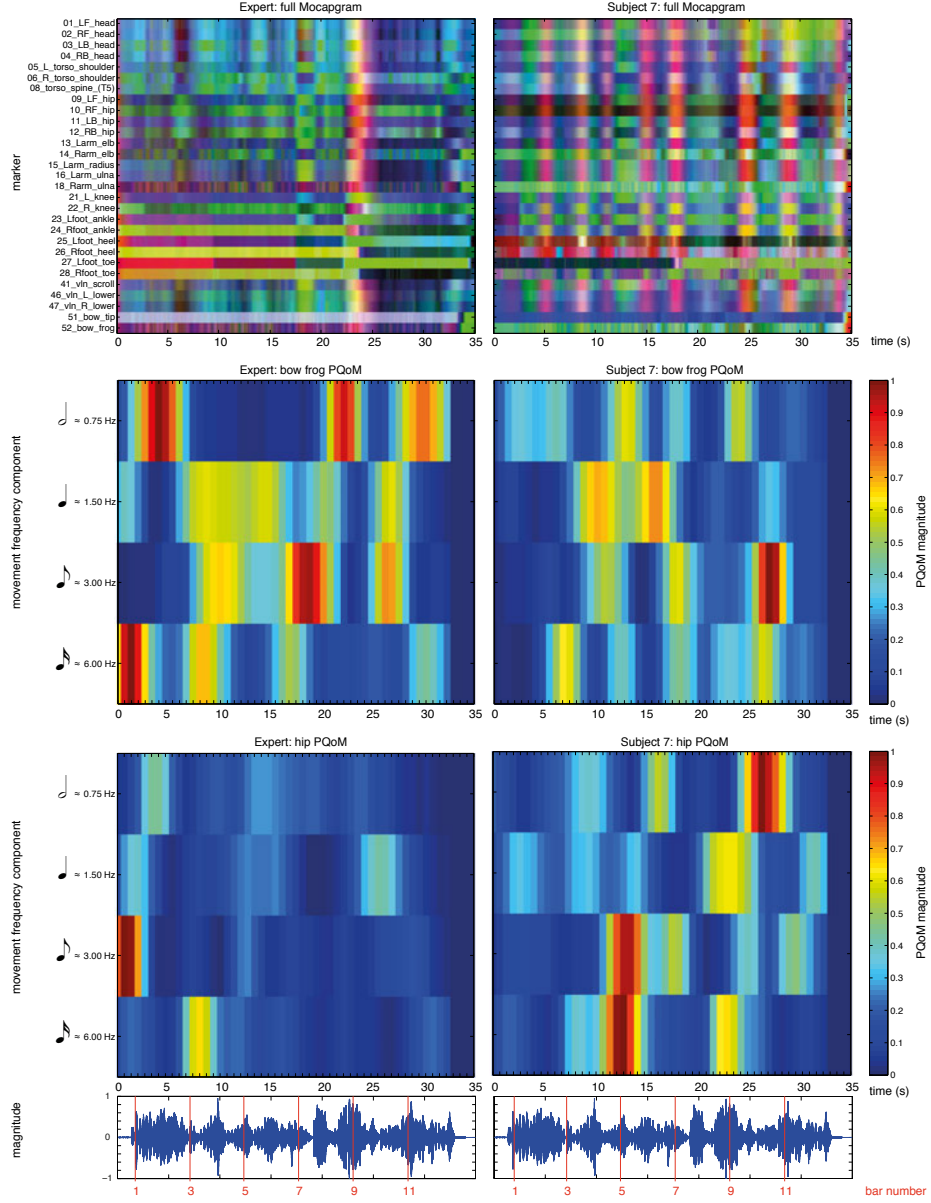 Expert: full Mocapgram
Subject 7: full Mocapgram
marker
01_LF_head
02_RF_head
03_LB_head
04_RB_head
05_L_torso_shoulder
06_R_torso_shoulder
08_torso_spine_(T5)
09_LF_hip
10_RF_hip
11_LB_hip
12_RB_hip
13_Larm_elb
14_Rarm_elb
15_Larm_radius
16_Larm_ulna
18_Rarm_ulna
21_L_knee
22_R_knee
23_Lfoot_ankle
24_Rfoot_ankle
25_Lfoot_heel
26_Rfoot_heel
27_Lfoot_toe
28_Rfoot_toe
41_vln_scroll
46_vln_L_lower
47_vln_R_lower
51_bow_tip
52_bow_frog
0 5 10 15 20 25 30 35
0 5 10 15 20 25 30 35
time (s)
Expert: bow frog PQoM
Subject 7: bow frog PQoM
movement frequency component
≈ 0.75 Hz
≈ 1.50 Hz
≈ 3.00 Hz
≈ 6.00 Hz
0 5 10 15 20 25 30 35
0 5 10 15 20 25 30 35
time (s)
1
0.9
0.8
0.7
0.6
0.5
0.4
0.3
0.2
0.1
0
PQoM magnitude
Expert: hip PQoM
Subject 7: hip PQoM
movement frequency component
≈ 0.75 Hz
≈ 1.50 Hz
≈ 3.00 Hz
≈ 6.00 Hz
0 5 10 15 20 25 30 35
0 5 10 15 20 25 30 35
time (s)
1
0.9
0.8
0.7
0.6
0.5
0.4
0.3
0.2
0.1
0
PQoM magnitude
magnitude
1
0
−1
1 3 5 7 9 11
1 3 5 7 9 11
bar number